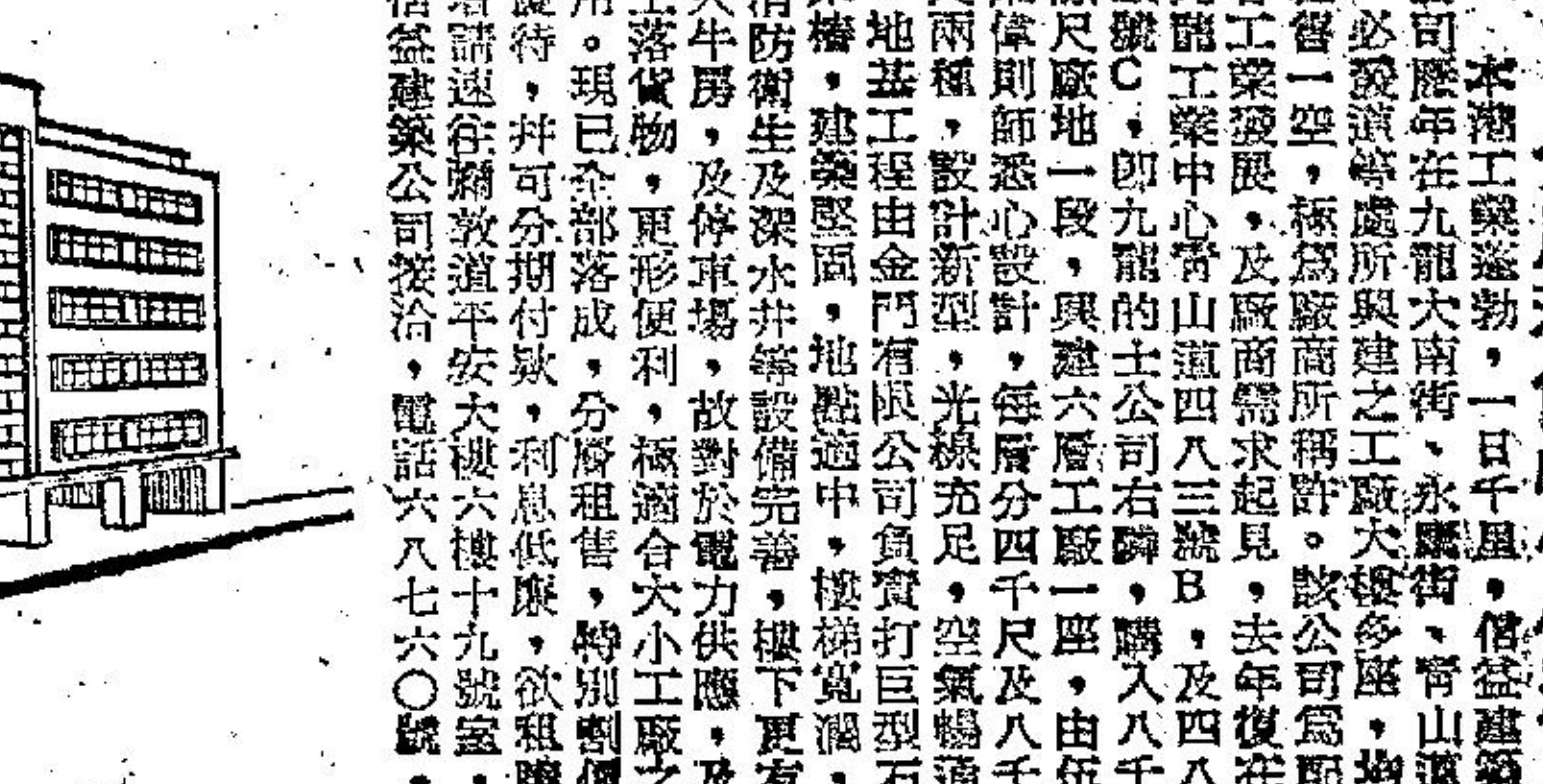 本港工業蓬勃，一日千里，偕益建築
司歷年在九龍大南街、永康街、青山道
必發道等處所興建之工廠大樓多座，均
售一空，極爲廠商所稱許。該公司爲配
工業發展，及廠商需求起見，去年復在
龍工業中心青山道四八三號B，及四八
號C，卽九龍的士公司右隣，購入八千
尺廠地一段，興建六層工廠一座，由伍
偉則師悉心設計，每層分四千尺及八千
兩種，設計新型，光線充足，空氣暢通
地基工程由金門有限公司負責打巨型石
樁，建築堅固，地點適中，樓梯寬濶，
消防衛生及深水井等設備完善，樓下更有
大牛房，及停車場，故對於電力供應，及
上落貨物，更形便利，極適合大小工廠之
用。現已全部落成，分層租售，特別割價
優待，并可分期付欵，利息低廉，欲租購
者請速往彌敦道平安大樓六樓十九號室，
偕益建築公司接洽，電話六八七六〇號。